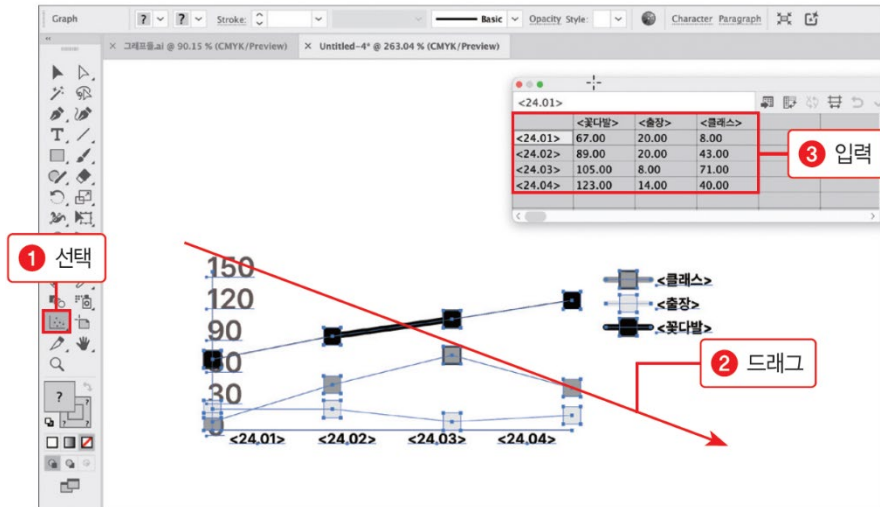 Graph ? ? Stroke: Basic Opacity Style: Character Paragraph
× 그래프들.ai @ 90.15 % (CMYK/Preview) × Untitled-4* @ 263.04 % (CMYK/Preview)
<24.01>
<꽃다발> <출장> <클래스>
<24.01> 67.00 20.00 8.00
<24.02> 89.00 20.00 43.00
<24.03> 105.00 8.00 71.00
<24.04> 123.00 14.00 40.00
3 입력
1 선택
150
120
90
60
30
0
<24.01> <24.02> <24.03> <24.04>
<클래스>
<출장>
<꽃다발>
2 드래그